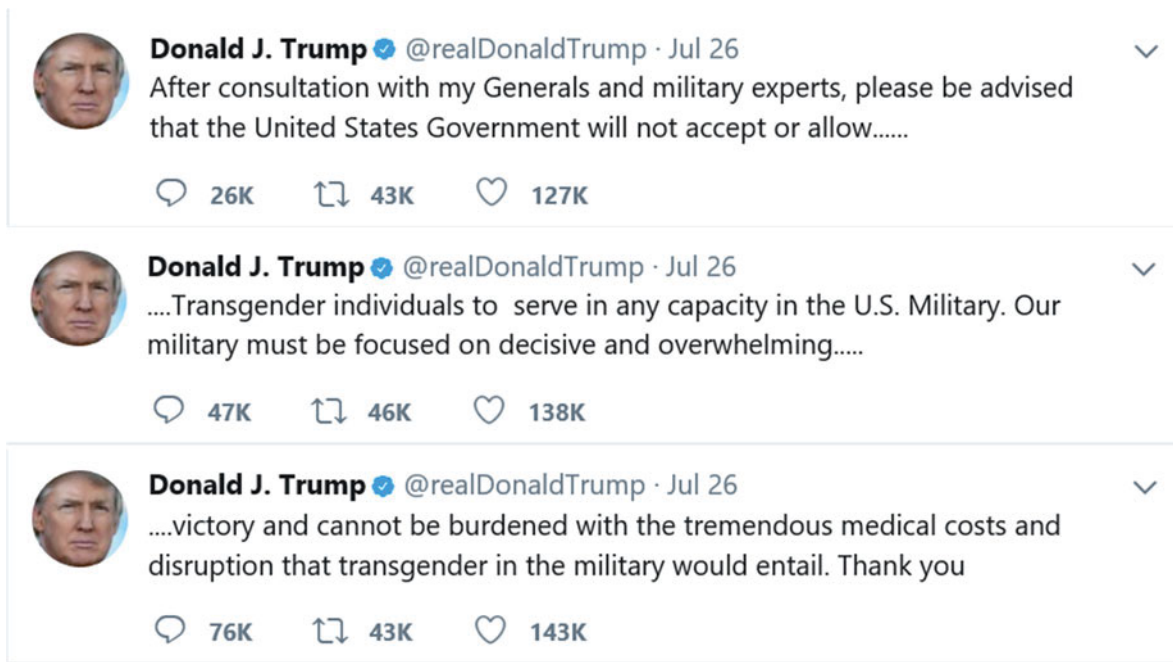 Donald J. Trump @realDonaldTrump · Jul 26
After consultation with my Generals and military experts, please be advised
that the United States Government will not accept or allow......
26K 43K 127K
Donald J. Trump @realDonaldTrump · Jul 26
....Transgender individuals to  serve in any capacity in the U.S. Military. Our
military must be focused on decisive and overwhelming.....
47K 46K 138K
Donald J. Trump @realDonaldTrump · Jul 26
....victory and cannot be burdened with the tremendous medical costs and
disruption that transgender in the military would entail. Thank you
76K 43K 143K